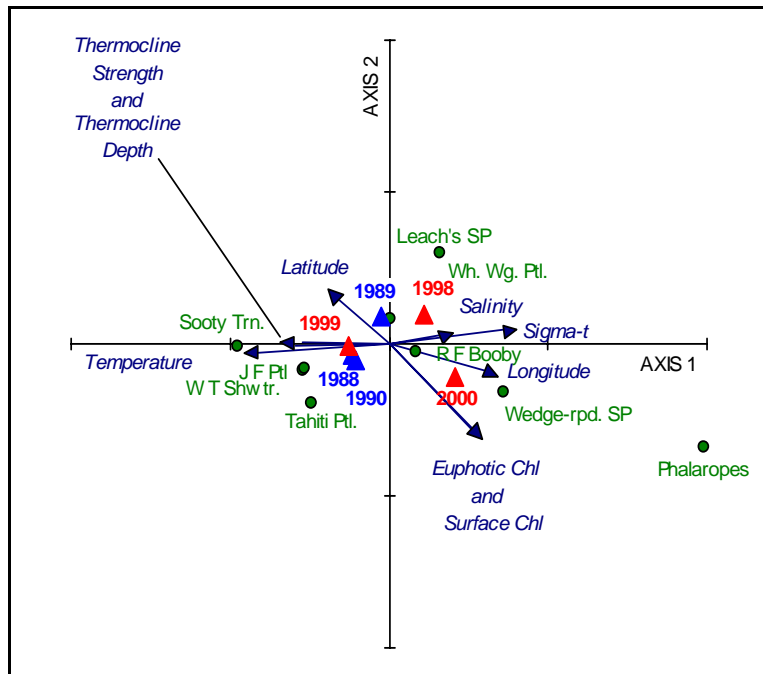 Thermocline
Strength
and
Thermocline
Depth
AXIS 2
Leach's SP
Wh. Wg. Ptl.
Latitude
1989
1998
Salinity
Sooty Trn.
1999
Sigma-t
Temperature
R F Booby
AXIS 1
J F Ptl
Longitude
W T Shwtr.
1988
1990
2000
Tahiti Ptl.
Wedge-rpd. SP
Euphotic Chl
and
Surface Chl
Phalaropes